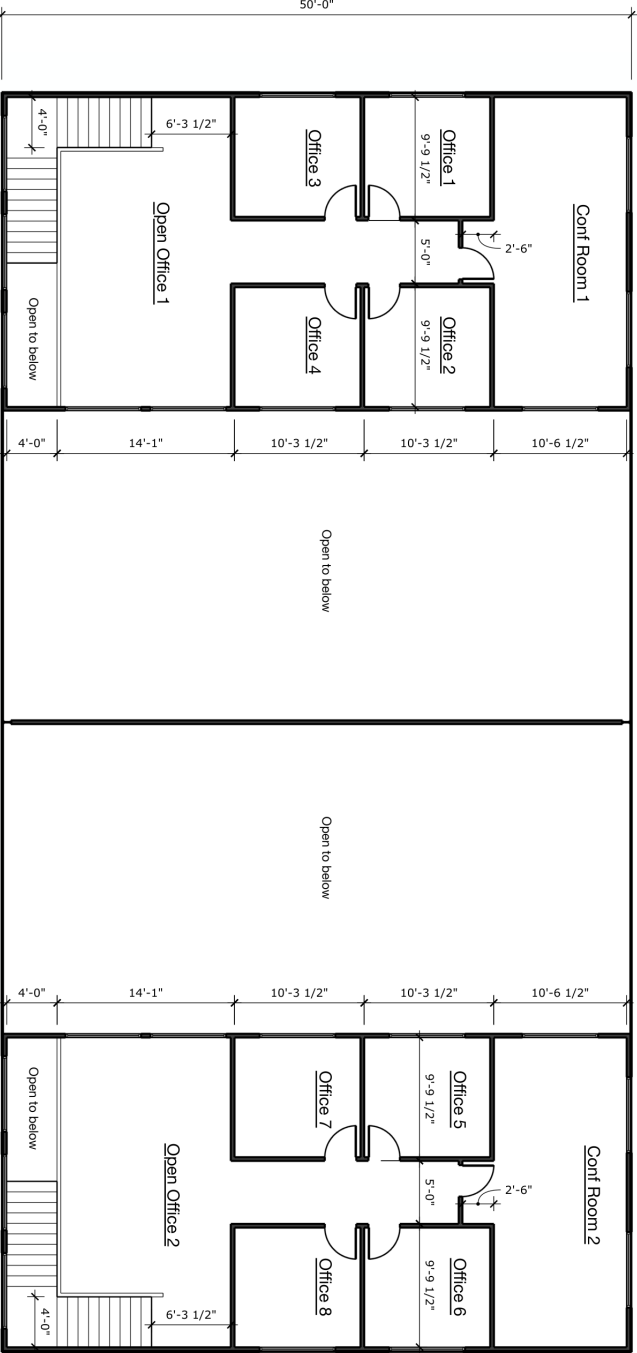 50'-0"
4'-0"
6'-3 1/2"
Office 3
9'-9 1/2"
Office 1
Open Office 1
Conf Room 1
5'-0"
2'-6"
Open to below
Office 4
9'-9 1/2"
Office 2
4'-0"
14'-1"
10'-3 1/2"
10'-3 1/2"
10'-6 1/2"
Open to below
Open to below
4'-0"
14'-1"
10'-3 1/2"
10'-3 1/2"
10'-6 1/2"
Open to below
Office 7
9'-9 1/2"
Office 5
Open Office 2
Conf Room 2
5'-0"
2'-6"
4'-0"
6'-3 1/2"
Office 8
9'-9 1/2"
Office 6